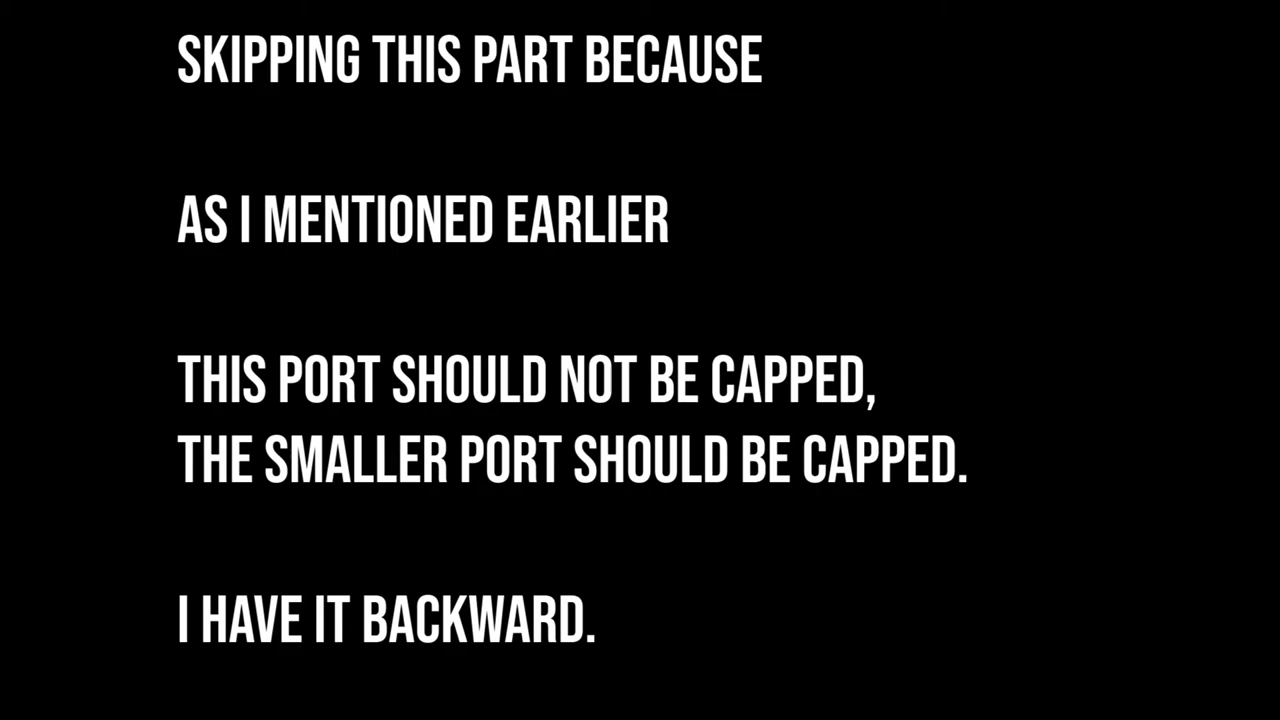 SKIPPING THIS PART BECAUSE
AS I MENTIONED EARLIER
THIS PORT SHOULD NOT BE CAPPED,
THE SMALLER PORT SHOULD BE CAPPED.
I HAVE IT BACKWARD.